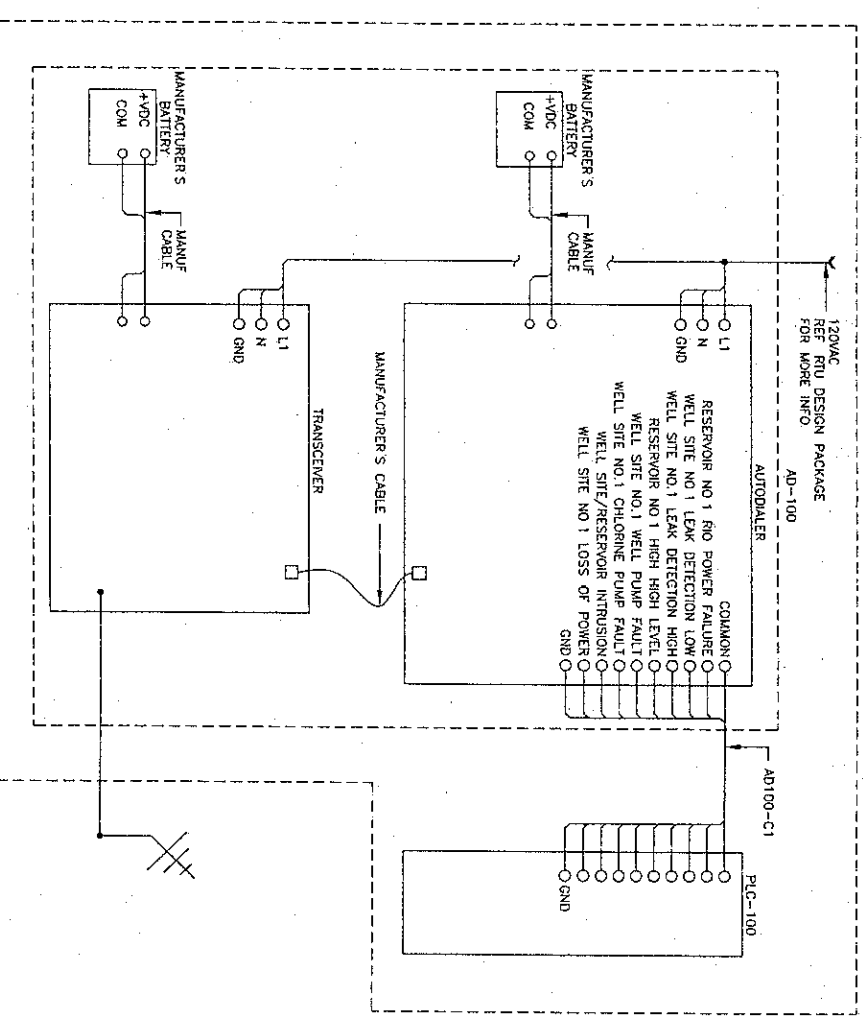 120VAC
REF RTU DESIGN PACKAGE
FOR MORE INFO.
AD-100
AUTODIALER
L1
N
GND
COMMON
RESERVOIR NO 1 RIO POWER FAILURE
WELL SITE NO 1 LEAK DETECTION LOW
WELL SITE NO.1 LEAK DETECTION HIGH
RESERVOIR NO 1 HIGH HIGH LEVEL
WELL SITE NO.1 WELL PUMP FAULT
WELL SITE NO.1 CHLORINE PUMP FAULT
WELL SITE/RESERVOIR INTRUSION
WELL SITE NO 1 LOSS OF POWER
GND
AD100-C1
PLC-100
GND
MANUFACTURER'S
BATTERY
+VDC
COM
MANUF
CABLE
MANUFACTURER'S CABLE
TRANSCEIVER
L1
N
GND
MANUFACTURER'S
BATTERY
+VDC
COM
MANUF
CABLE